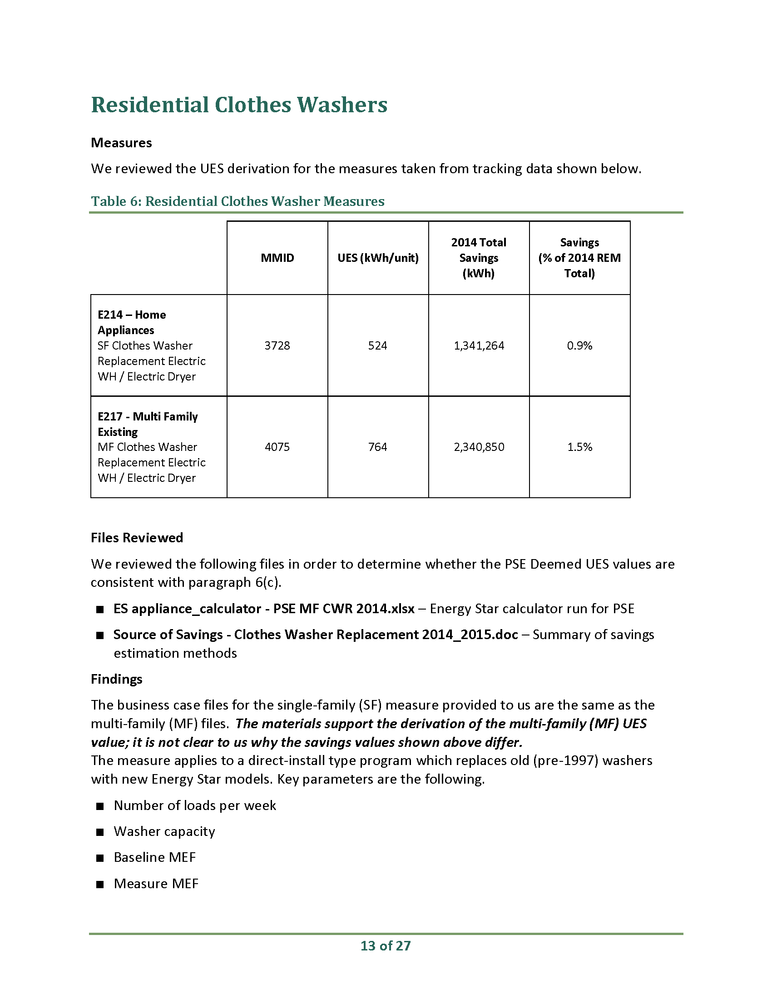 Residential Clothes Washers
Measures
We reviewed the UES derivation for the measures taken from tracking data shown below.
Table 6: Residential Clothes Washer Measures
MMID
UES (kWh/unit)
2014 Total
Savings
(kWh)
Savings
(% of 2014 REM
Total)
E214 – Home
Appliances
SF Clothes Washer
Replacement Electric
WH / Electric Dryer
3728
524
1,341,264
0.9%
E217 - Multi Family
Existing
MF Clothes Washer
Replacement Electric
WH / Electric Dryer
4075
764
2,340,850
1.5%
Files Reviewed
We reviewed the following files in order to determine whether the PSE Deemed UES values are
consistent with paragraph 6(c).
■ ES appliance_calculator - PSE MF CWR 2014.xlsx – Energy Star calculator run for PSE
■ Source of Savings - Clothes Washer Replacement 2014_2015.doc – Summary of savings
estimation methods
Findings
The business case files for the single-family (SF) measure provided to us are the same as the
multi-family (MF) files. The materials support the derivation of the multi-family (MF) UES
value; it is not clear to us why the savings values shown above differ.
The measure applies to a direct-install type program which replaces old (pre-1997) washers
with new Energy Star models. Key parameters are the following.
■ Number of loads per week
■ Washer capacity
■ Baseline MEF
■ Measure MEF
13 of 27